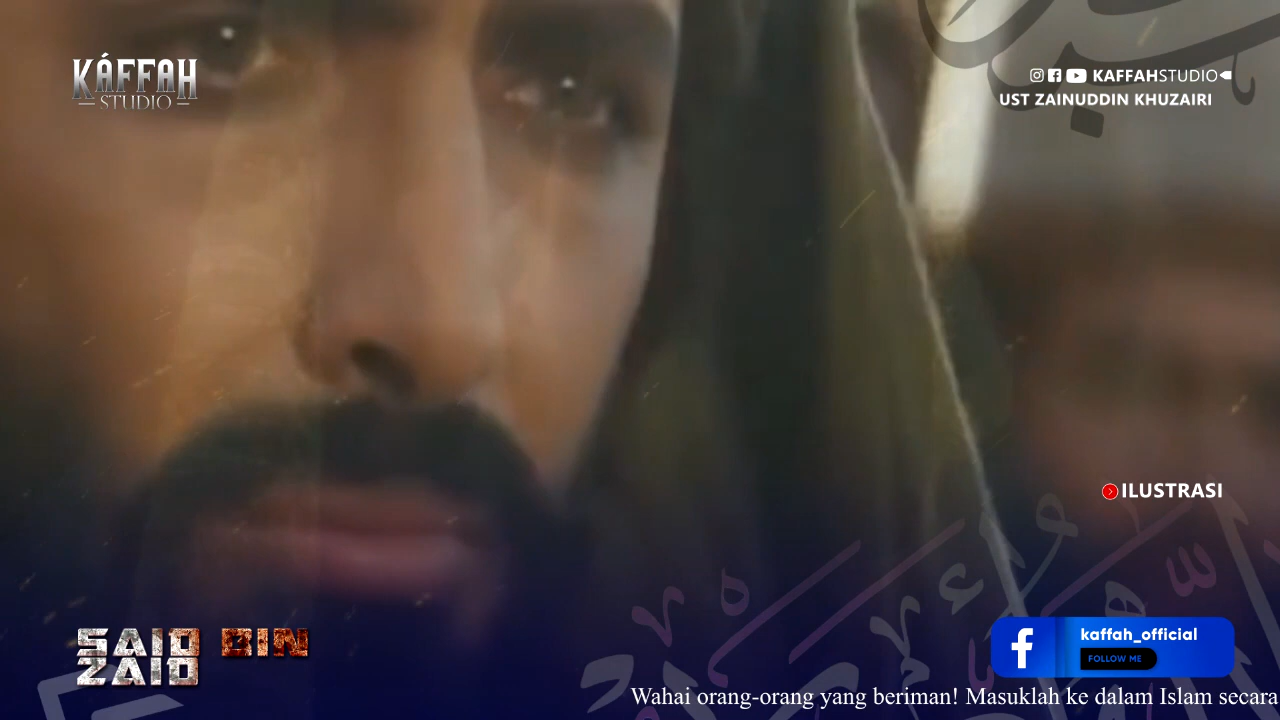 KÁFFAH
STUDIO
KAFFAHSTUDIO
UST ZAINUDDIN KHUZAIRI
ILUSTRASI
SAID BIN
ZAID
kaffah_official
FOLLOW ME
Wahai orang-orang yang beriman! Masuklah ke dalam Islam secara